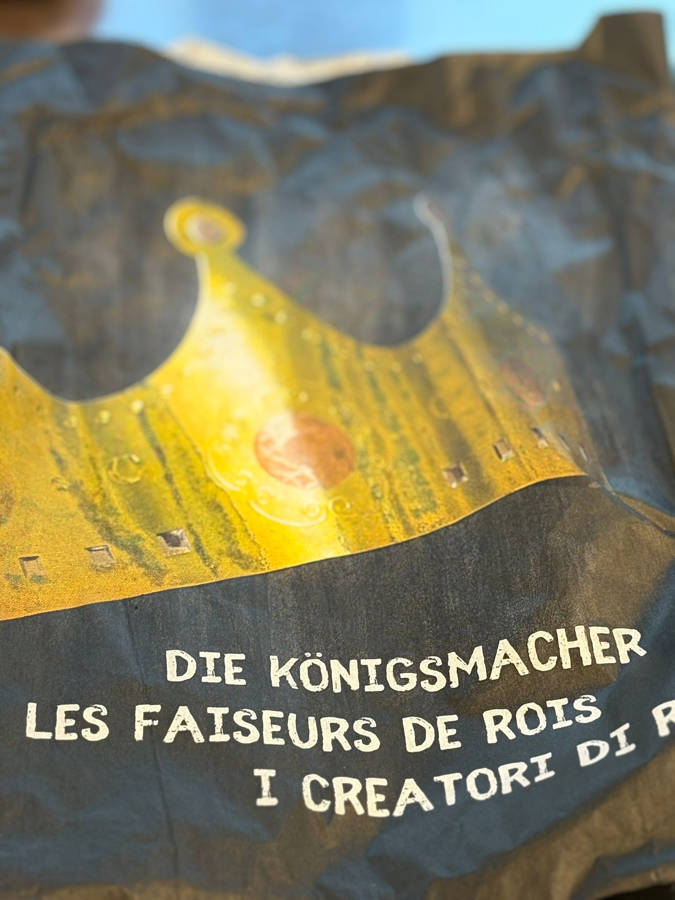 DIE KÖNIGSMACHER
LES FAISEURS DE ROIS
I CREATORI DI